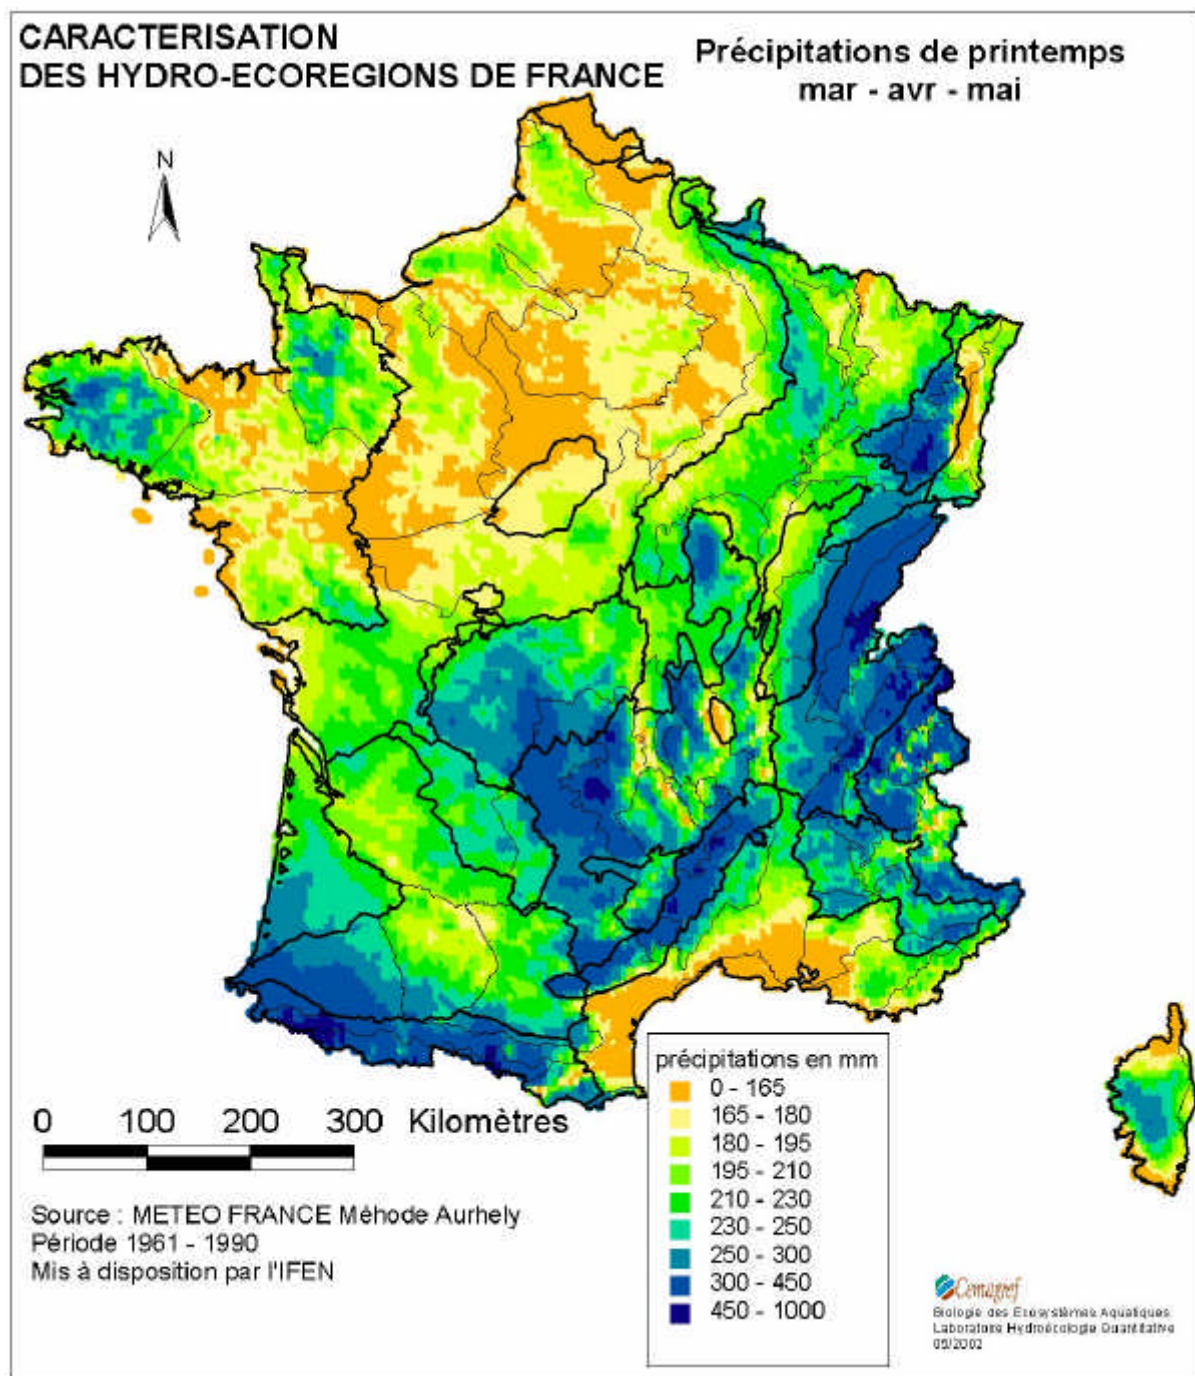 CARACTERISATION
DES HYDRO-ECOREGIONS DE FRANCE
Précipitations de printemps
mar - avr - mai
N
précipitations en mm
0 - 165
165 - 180
180 - 195
195 - 210
210 - 230
230 - 250
250 - 300
300 - 450
450 - 1000
0 100 200 300 Kilomètres
Source : METEO FRANCE Méhode Aurhely
Période 1961 - 1990
Mis à disposition par l'IFEN
Cemagref
Biologie des Ecosystèmes Aquatiques
Laboratoire Hydroécologie Quantitative
05/2002